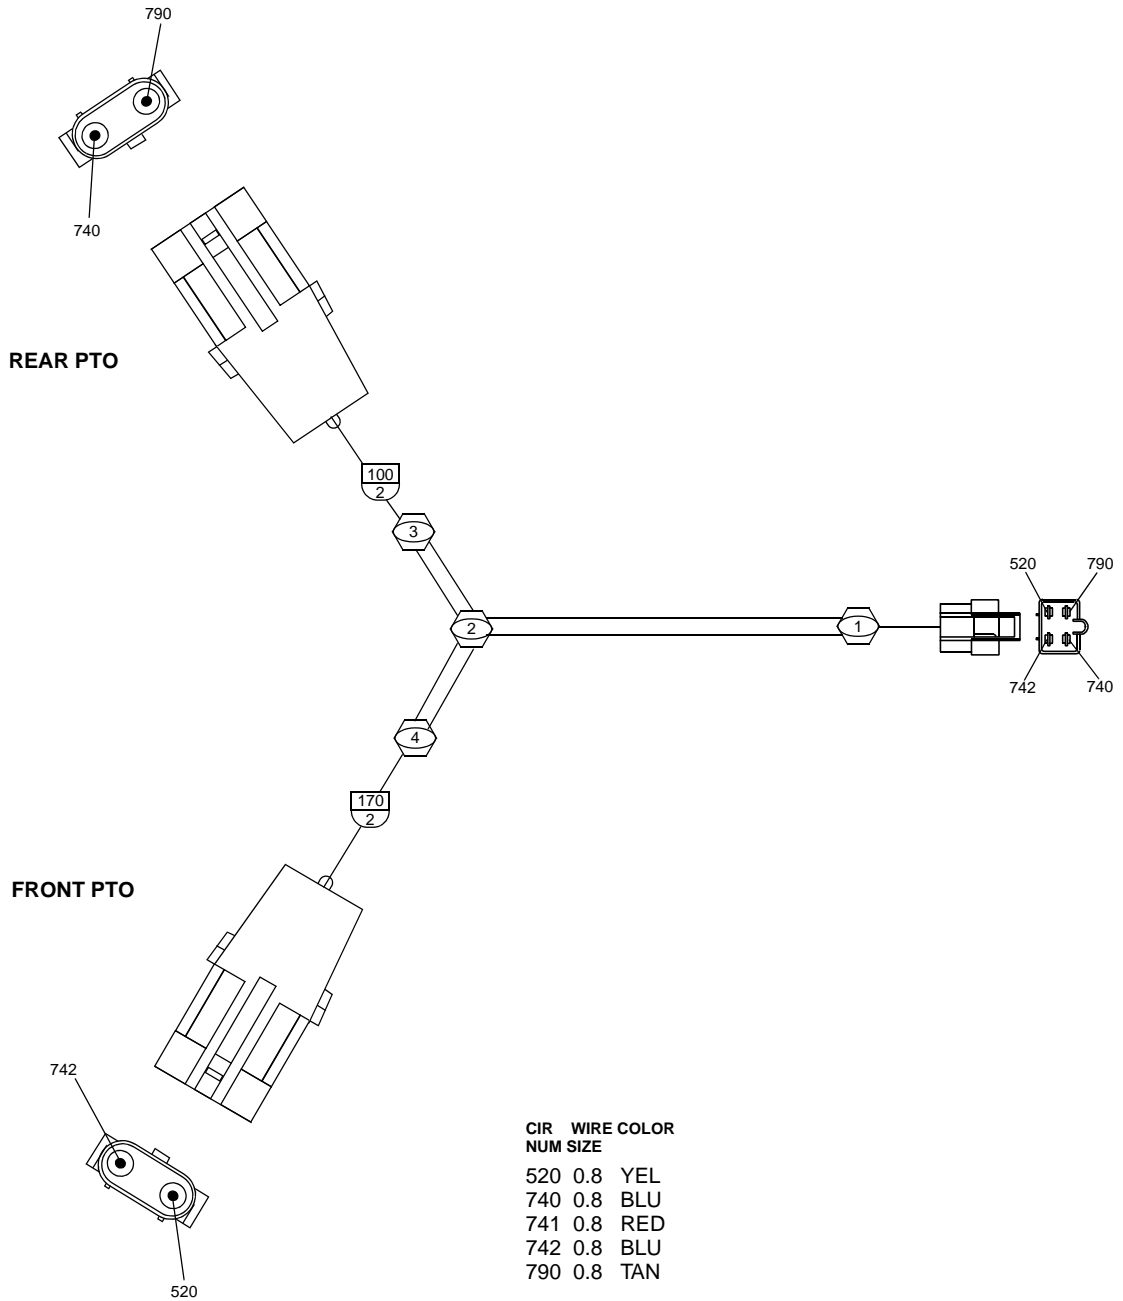 790
740
REAR PTO
100
2
3
520 790
2
1
742 740
4
170
2
FRONT PTO
742
520
CIR WIRE COLOR
NUM SIZE
520 0.8 YEL
740 0.8 BLU
741 0.8 RED
742 0.8 BLU
790 0.8 TAN